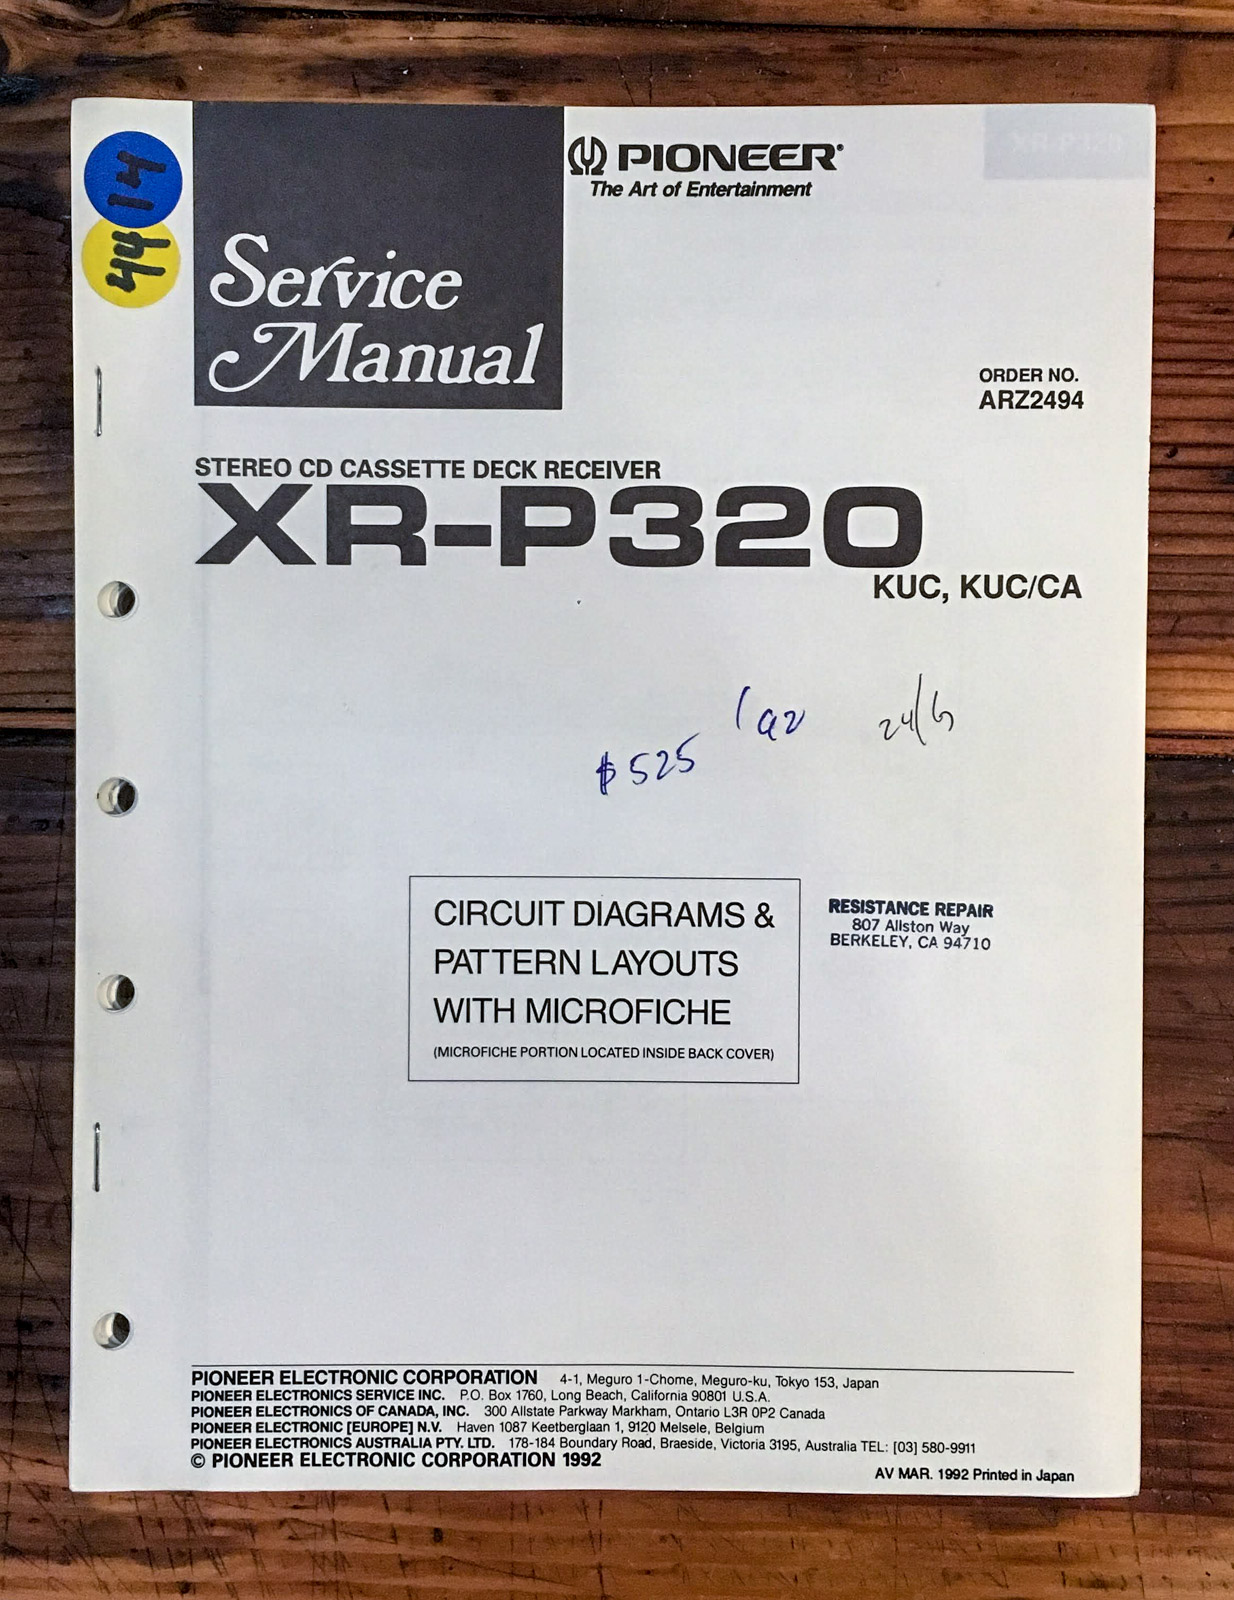 14
44
PIONEER®
The Art of Entertainment
Service
Manual
ORDER NO.
ARZ2494
STEREO CD CASSETTE DECK RECEIVER
XR-P320
KUC, KUC/CA
$525
CIRCUIT DIAGRAMS &
PATTERN LAYOUTS
WITH MICROFICHE
(MICROFICHE PORTION LOCATED INSIDE BACK COVER)
RESISTANCE REPAIR
807 Allston Way
BERKELEY, CA 94710
PIONEER ELECTRONIC CORPORATION 4-1, Meguro 1-Chome, Meguro-ku, Tokyo 153, Japan
PIONEER ELECTRONICS SERVICE INC. P.O. Box 1760, Long Beach, California 90801 U.S.A.
PIONEER ELECTRONICS OF CANADA, INC. 300 Allstate Parkway Markham, Ontario L3R 0P2 Canada
PIONEER ELECTRONIC [EUROPE] N.V. Haven 1087 Keetberglaan 1, 9120 Melsele, Belgium
PIONEER ELECTRONICS AUSTRALIA PTY. LTD. 178-184 Boundary Road, Braeside, Victoria 3195, Australia TEL: [03] 580-9911
© PIONEER ELECTRONIC CORPORATION 1992
AV MAR. 1992 Printed in Japan